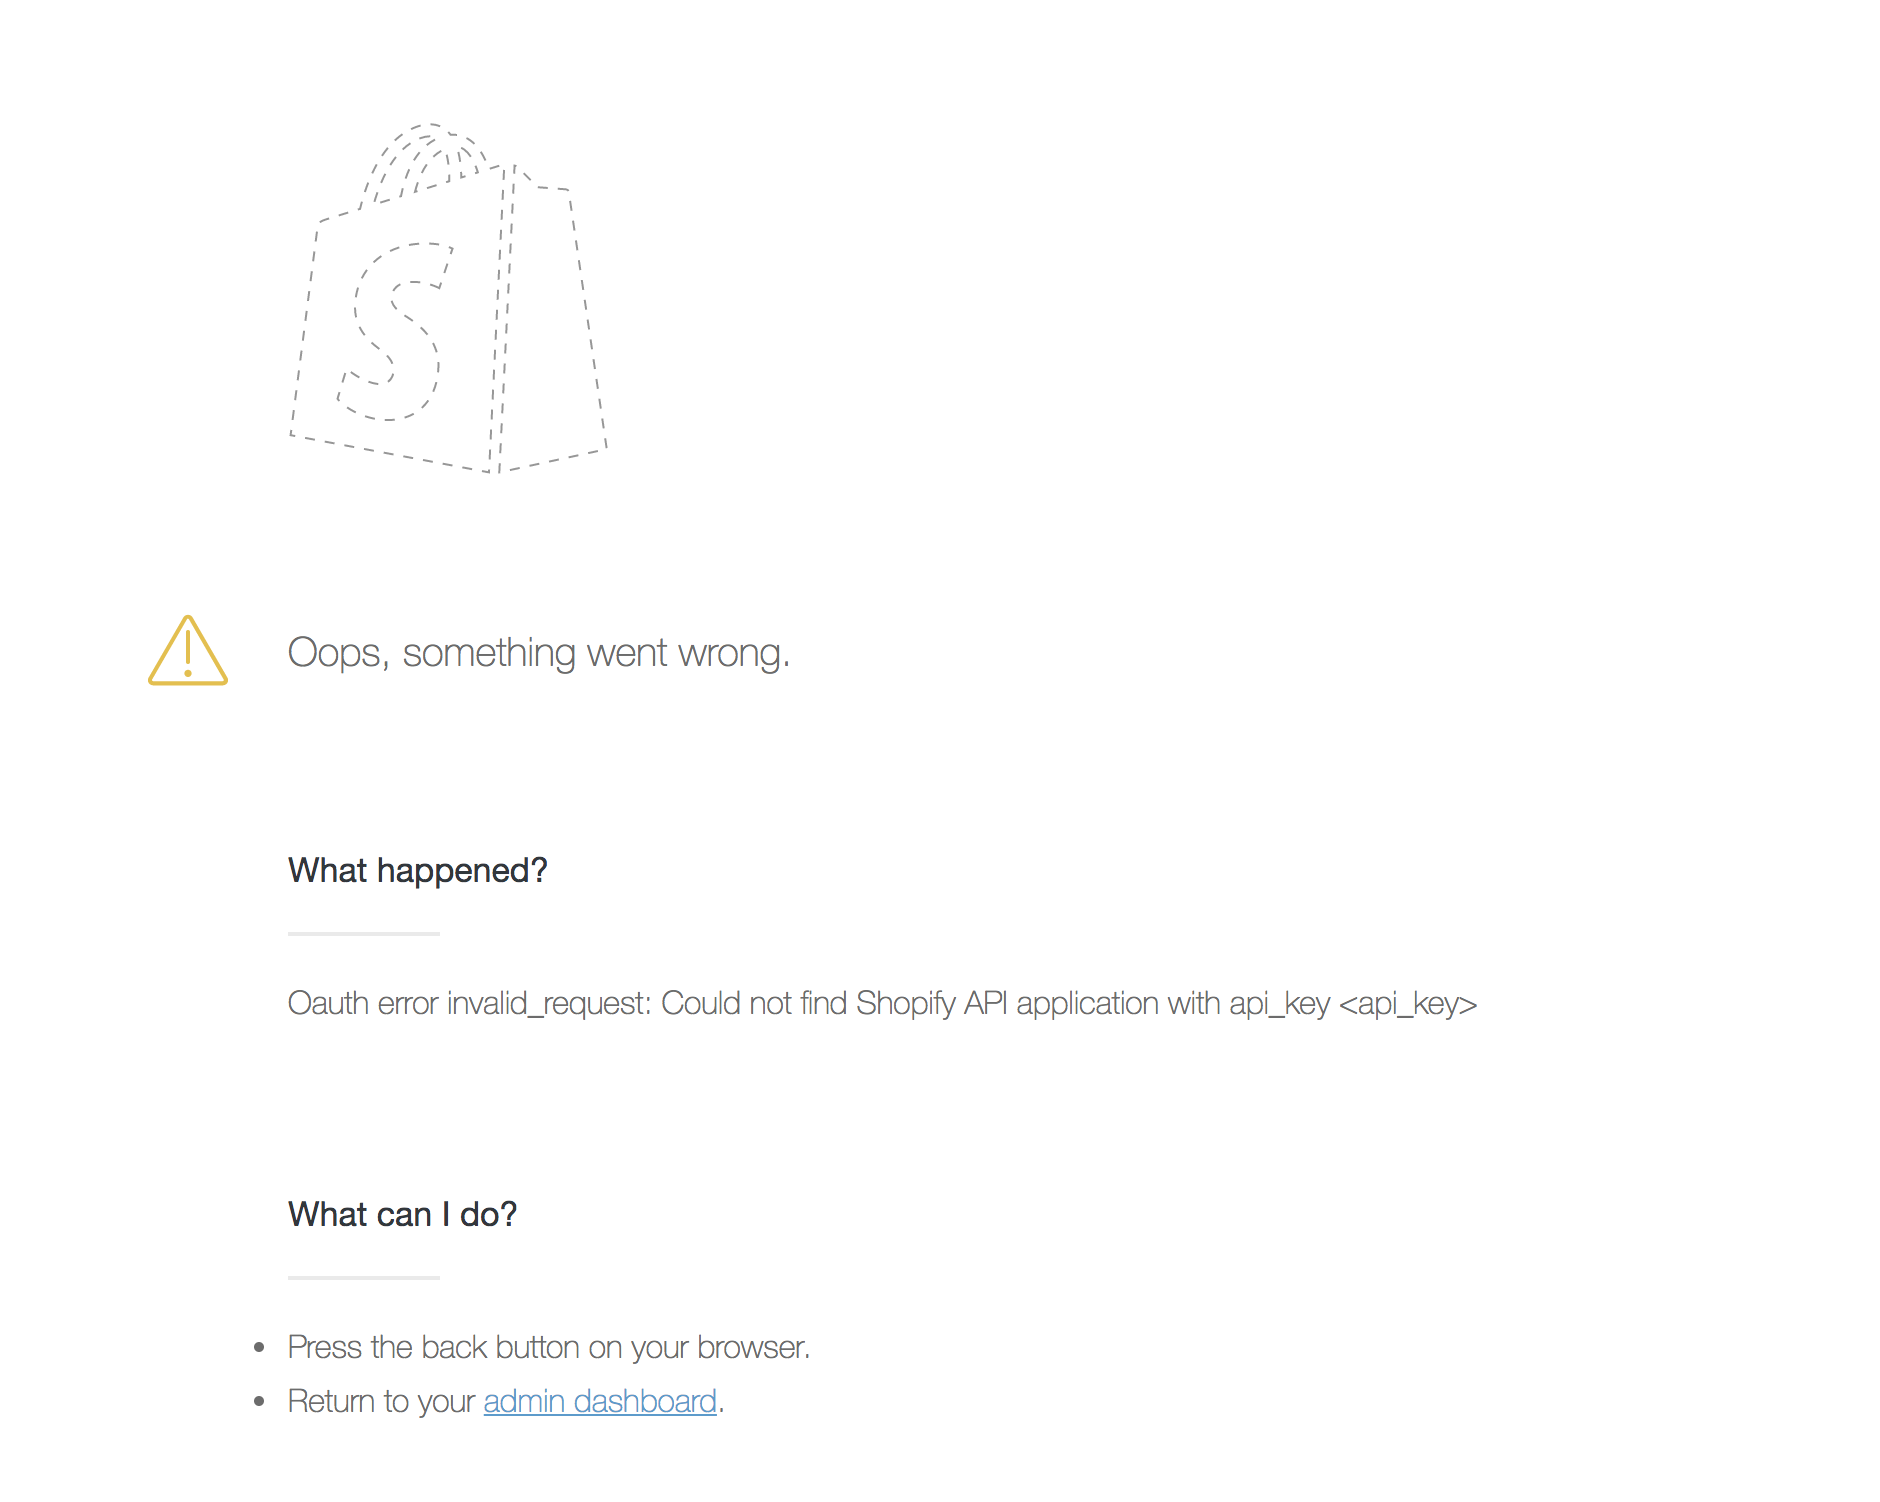 S
Oops, something went wrong.
What happened?
Oauth error invalid_request: Could not find Shopify API application with api_key <api_key>
What can I do?
• Press the back button on your browser.
• Return to your admin dashboard.